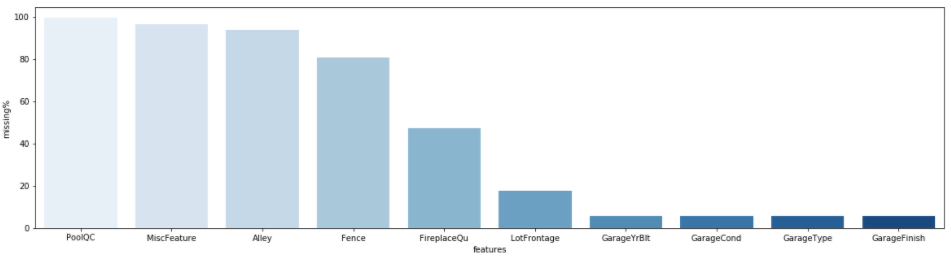 100
80
60
40
20
0
missing%
PoolQC MiscFeature Alley Fence FireplaceQu LotFrontage GarageYrBlt GarageCond GarageType GarageFinish
features